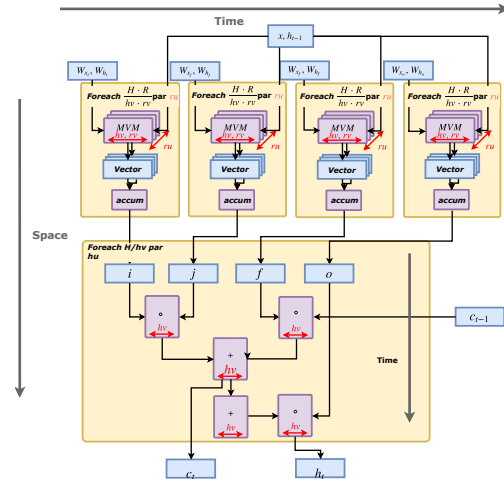 Time
x, h_{t-1}
W_{x_i}, W_{h_i}
W_{x_j}, W_{h_j}
W_{x_f}, W_{h_f}
W_{x_o}, W_{h_o}
Foreach H · R / hv · rv par ru
Foreach H · R / hv · rv par ru
Foreach H · R / hv · rv par ru
Foreach H · R / hv · rv par ru
MVM
hv, rv
ru
MVM
hv, rv
ru
MVM
hv, rv
ru
MVM
hv, rv
ru
Vector
Vector
Vector
Vector
accum
accum
accum
accum
Space
Foreach H/hv par
hu
i
j
f
o
∘
hv
∘
hv
c_{t-1}
+
hv
Time
+
hv
∘
hv
c_t
h_t